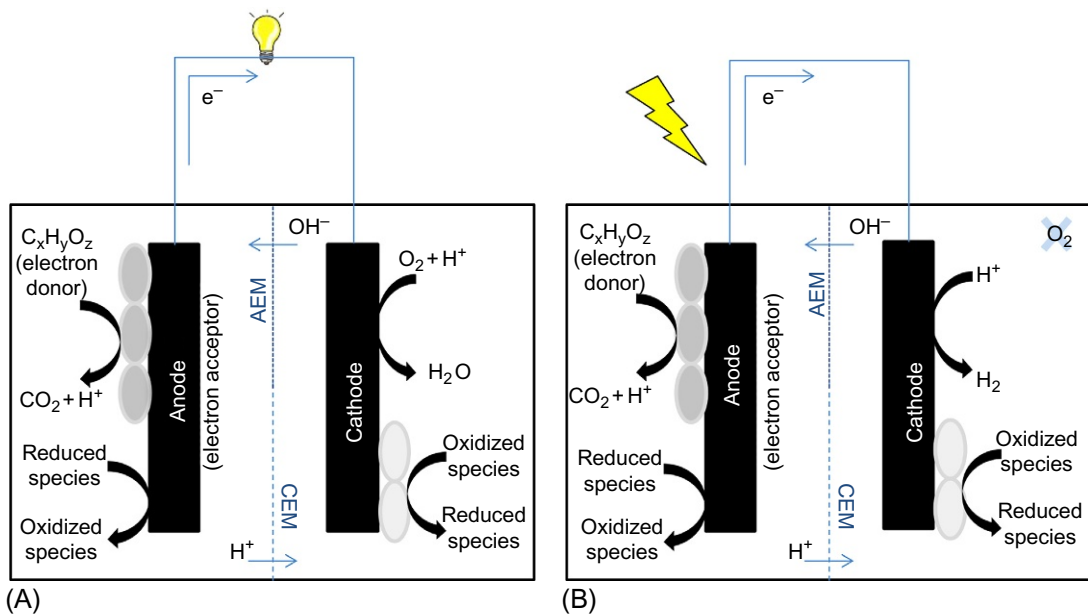 e⁻
CₓHᵧO_z
(electron
donor)
CO₂ + H⁺
Reduced
species
Oxidized
species
Anode
(electron acceptor)
OH⁻
AEM
CEM
H⁺
Cathode
O₂ + H⁺
H₂O
Oxidized
species
Reduced
species
(A)
e⁻
CₓHᵧO_z
(electron
donor)
CO₂ + H⁺
Reduced
species
Oxidized
species
Anode
(electron acceptor)
OH⁻
AEM
CEM
H⁺
Cathode
O₂
H⁺
H₂
Oxidized
species
Reduced
species
(B)